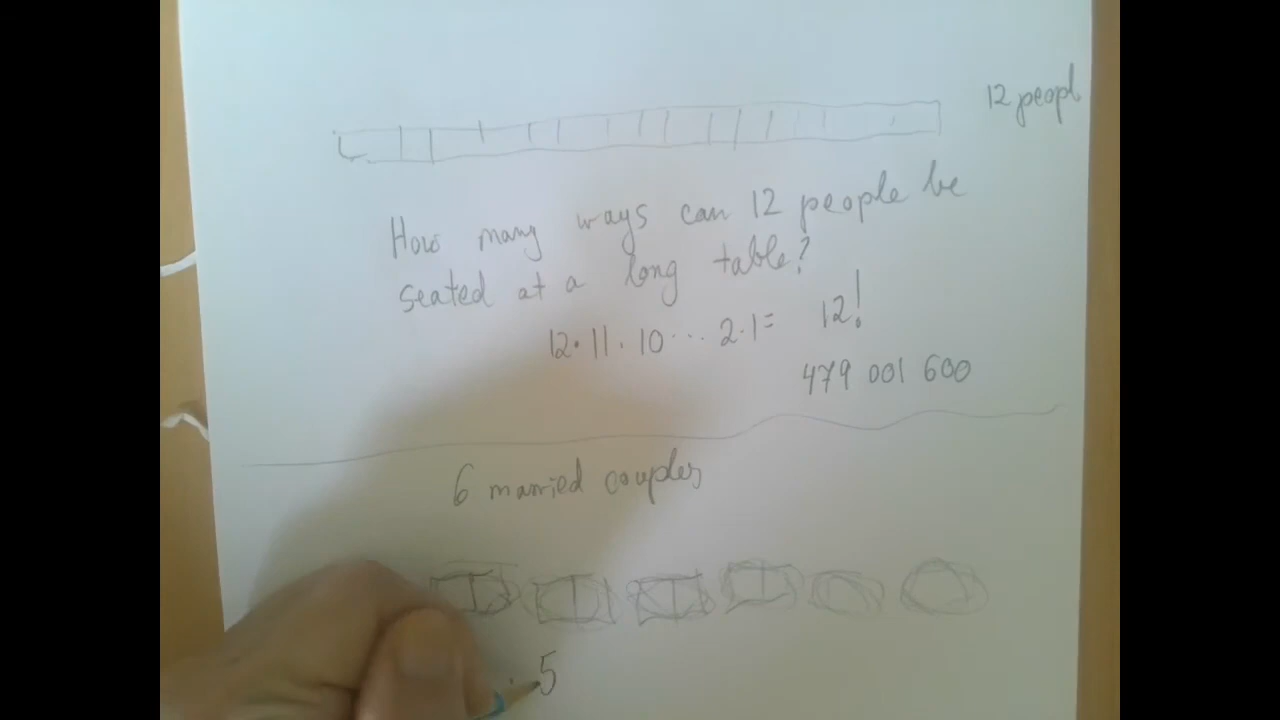 12 peopl
How many ways can 12 people be
seated at a long table?
12·11·10··· 2·1= 12!
479 001 600
6 married couples
· 5